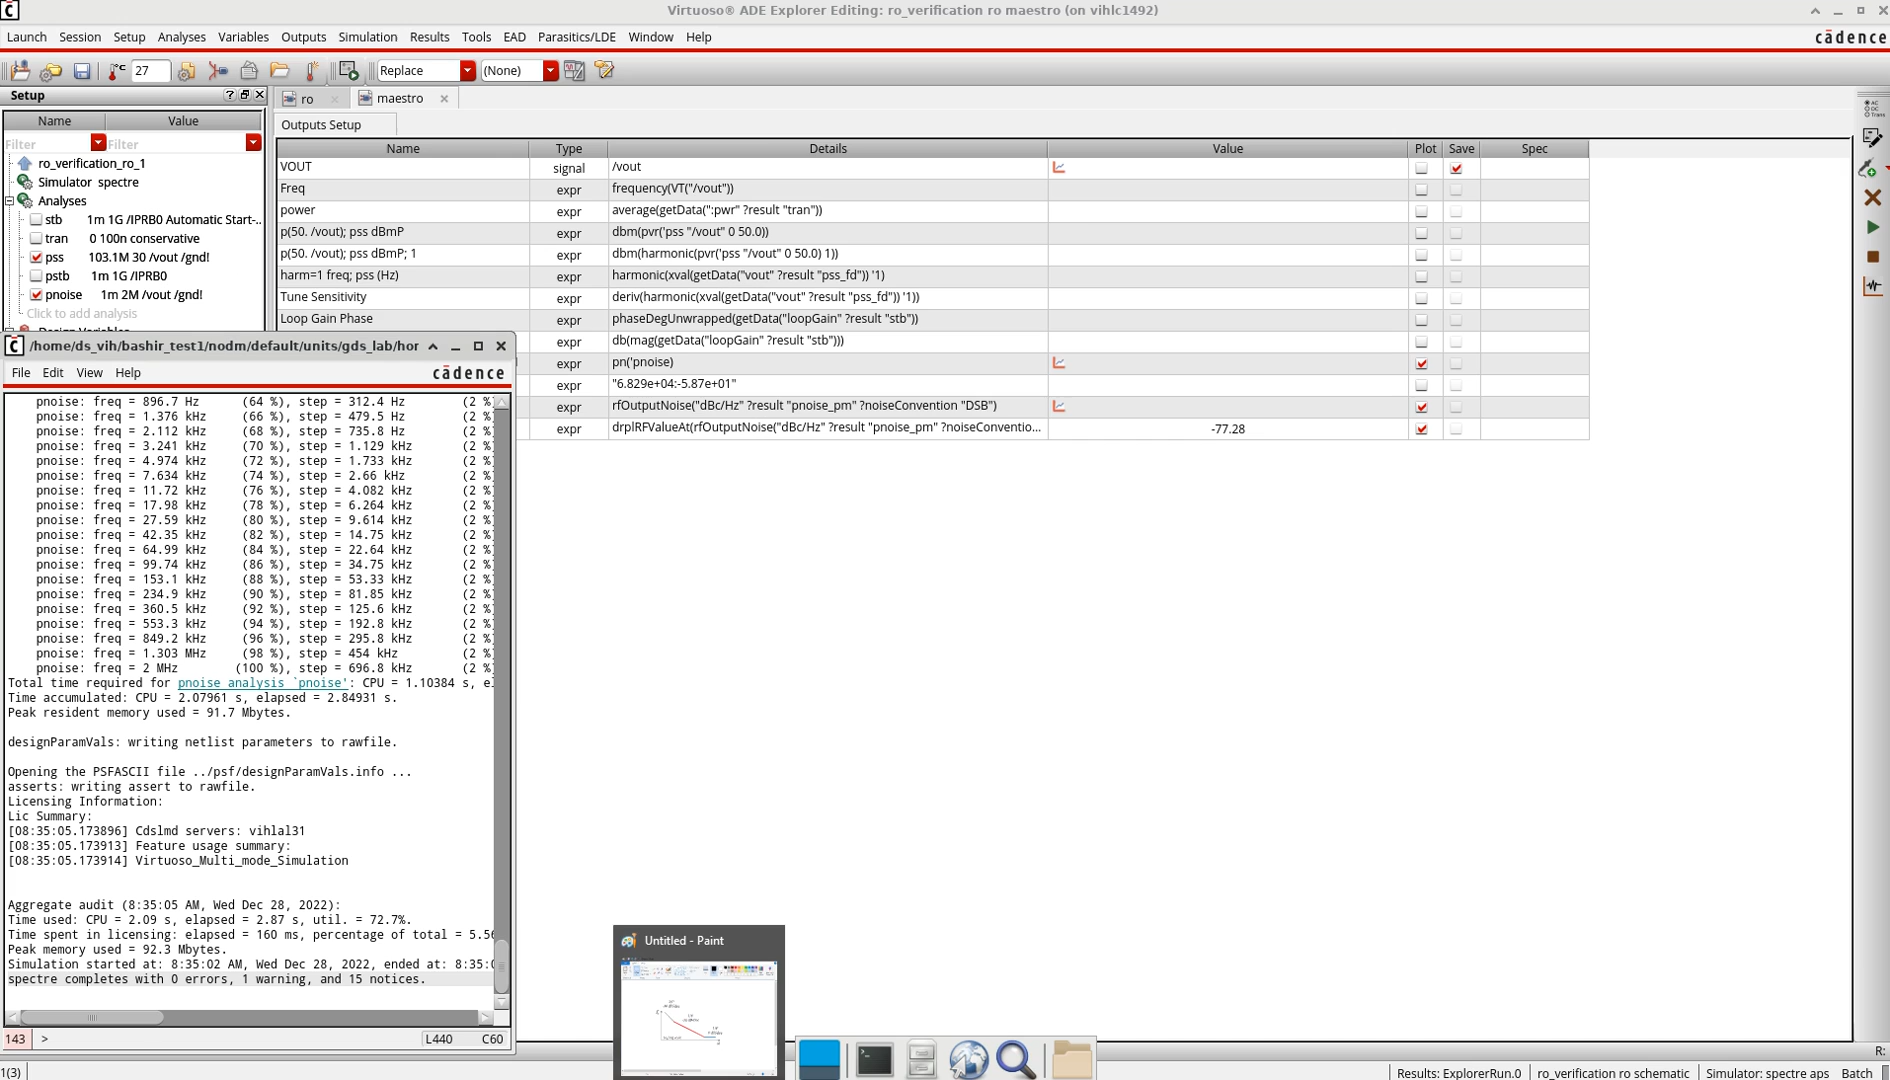 Virtuoso® ADE Explorer Editing: ro_verification ro maestro (on vihlc1492)
Launch Session Setup Analyses Variables Outputs Simulation Results Tools EAD Parasitics/LDE Window Help
cādence
27 Replace (None)
Setup
Name Value
Filter Filter
ro_verification_ro_1
Simulator spectre
Analyses
stb 1m 1G /IPRB0 Automatic Start-..
tran 0 100n conservative
pss 103.1M 30 /vout /gnd!
pstb 1m 1G /IPRB0
pnoise 1m 2M /vout /gnd!
Click to add analysis
ro
maestro
Outputs Setup
Name Type Details Value Plot Save Spec
VOUT signal /vout
Freq expr frequency(VT("/vout"))
power expr average(getData(":pwr" ?result "tran"))
p(50. /vout); pss dBmP expr dbm(pvr('pss "/vout" 0 50.0))
p(50. /vout); pss dBmP; 1 expr dbm(harmonic(pvr('pss "/vout" 0 50.0) 1))
harm=1 freq; pss (Hz) expr harmonic(xval(getData("vout" ?result "pss_fd")) '1)
Tune Sensitivity expr deriv(harmonic(xval(getData("vout" ?result "pss_fd")) '1))
Loop Gain Phase expr phaseDegUnwrapped(getData("loopGain" ?result "stb"))
expr db(mag(getData("loopGain" ?result "stb")))
expr pn('pnoise)
expr "6.829e+04:-5.87e+01"
expr rfOutputNoise("dBc/Hz" ?result "pnoise_pm" ?noiseConvention "DSB")
expr drplRFValueAt(rfOutputNoise("dBc/Hz" ?result "pnoise_pm" ?noiseConventio... -77.28
/home/ds_vih/bashir_test1/nodm/default/units/gds_lab/hor
File Edit View Help
cādence
pnoise: freq = 896.7 Hz (64 %), step = 312.4 Hz (2 %
pnoise: freq = 1.376 kHz (66 %), step = 479.5 Hz (2 %
pnoise: freq = 2.112 kHz (68 %), step = 735.8 Hz (2 %
pnoise: freq = 3.241 kHz (70 %), step = 1.129 kHz (2 %
pnoise: freq = 4.974 kHz (72 %), step = 1.733 kHz (2 %
pnoise: freq = 7.634 kHz (74 %), step = 2.66 kHz (2 %
pnoise: freq = 11.72 kHz (76 %), step = 4.082 kHz (2 %
pnoise: freq = 17.98 kHz (78 %), step = 6.264 kHz (2 %
pnoise: freq = 27.59 kHz (80 %), step = 9.614 kHz (2 %
pnoise: freq = 42.35 kHz (82 %), step = 14.75 kHz (2 %
pnoise: freq = 64.99 kHz (84 %), step = 22.64 kHz (2 %
pnoise: freq = 99.74 kHz (86 %), step = 34.75 kHz (2 %
pnoise: freq = 153.1 kHz (88 %), step = 53.33 kHz (2 %
pnoise: freq = 234.9 kHz (90 %), step = 81.85 kHz (2 %
pnoise: freq = 360.5 kHz (92 %), step = 125.6 kHz (2 %
pnoise: freq = 553.3 kHz (94 %), step = 192.8 kHz (2 %
pnoise: freq = 849.2 kHz (96 %), step = 295.8 kHz (2 %
pnoise: freq = 1.303 MHz (98 %), step = 454 kHz (2 %
pnoise: freq = 2 MHz (100 %), step = 696.8 kHz (2 %
Total time required for pnoise analysis `pnoise': CPU = 1.10384 s, el
Time accumulated: CPU = 2.07961 s, elapsed = 2.84931 s.
Peak resident memory used = 91.7 Mbytes.
designParamVals: writing netlist parameters to rawfile.
Opening the PSFASCII file ../psf/designParamVals.info ...
asserts: writing assert to rawfile.
Licensing Information:
Lic Summary:
[08:35:05.173896] Cdslmd servers: vihlal31
[08:35:05.173913] Feature usage summary:
[08:35:05.173914] Virtuoso_Multi_mode_Simulation
Aggregate audit (8:35:05 AM, Wed Dec 28, 2022):
Time used: CPU = 2.09 s, elapsed = 2.87 s, util. = 72.7%.
Time spent in licensing: elapsed = 160 ms, percentage of total = 5.56
Peak memory used = 92.3 Mbytes.
Simulation started at: 8:35:02 AM, Wed Dec 28, 2022, ended at: 8:35:0
spectre completes with 0 errors, 1 warning, and 15 notices.
143 > L440 C60
Untitled - Paint
R:
1(3) Results: ExplorerRun.0 ro_verification ro schematic Simulator: spectre aps Batch